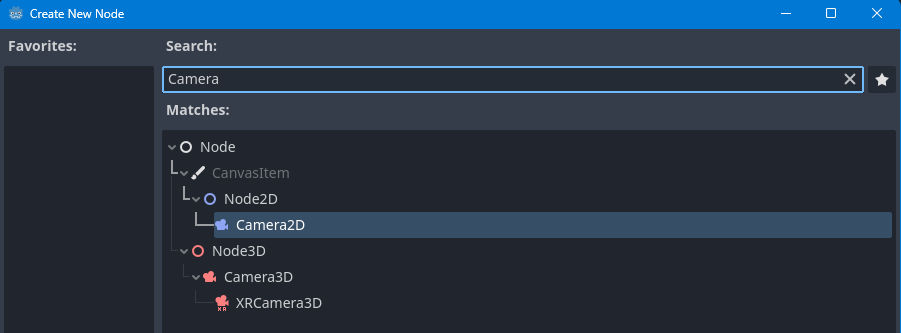 Create New Node
Favorites:
Search:
Camera
Matches:
Node
CanvasItem
Node2D
Camera2D
Node3D
Camera3D
XRCamera3D